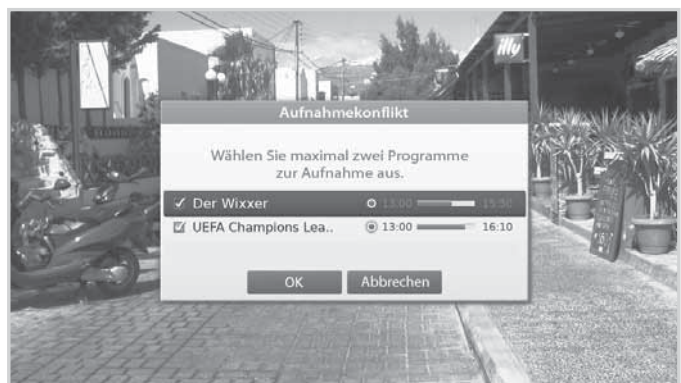 illy
Aufnahmekonflikt
Wählen Sie maximal zwei Programme
zur Aufnahme aus.
Der Wixxer 13:00 15:30
UEFA Champions Lea.. 13:00 16:10
OK Abbrechen